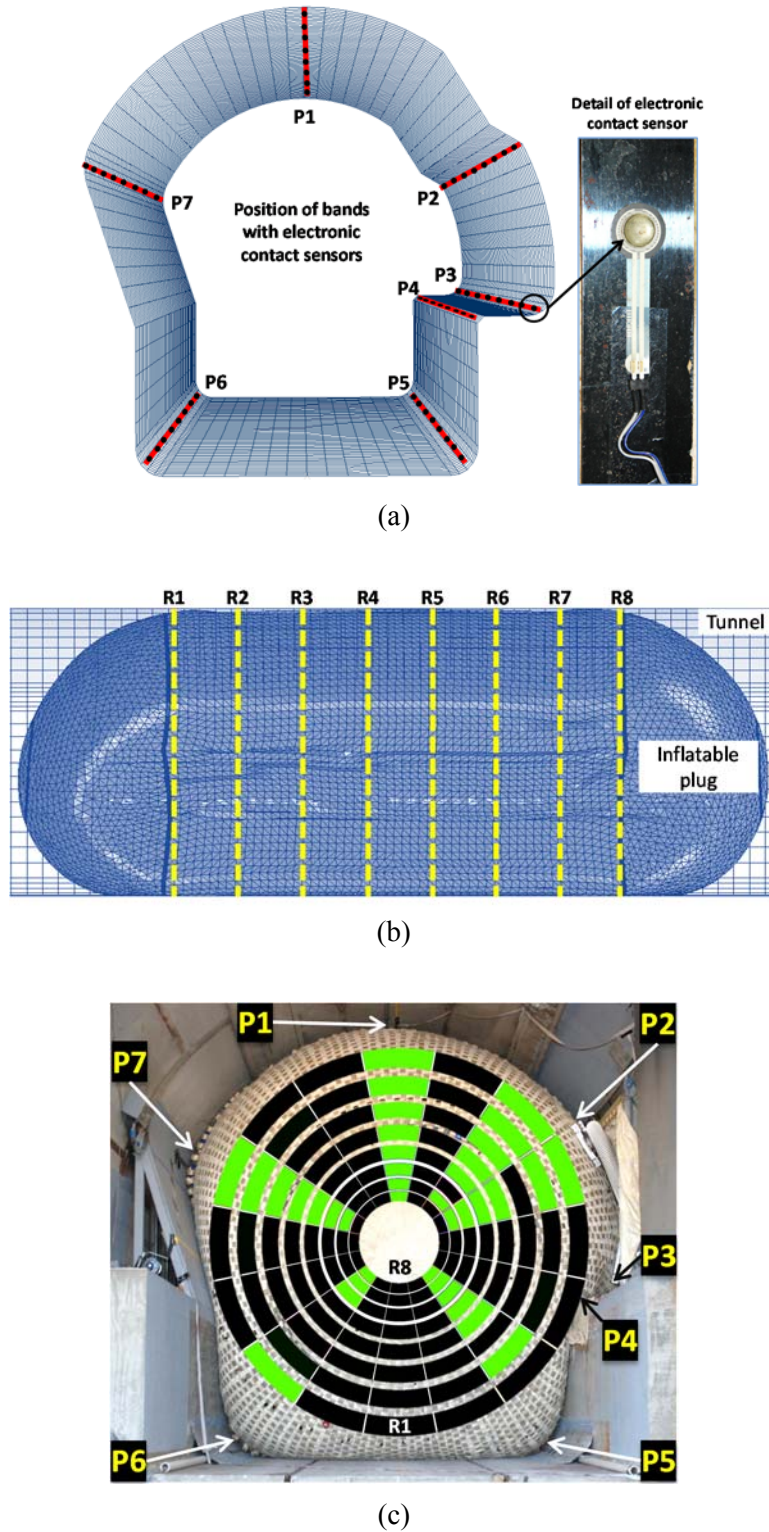 Detail of electronic
contact sensor
P1
P2
P7
Position of bands
with electronic
contact sensors
P3
P4
P6
P5
(a)
R1 R2 R3 R4 R5 R6 R7 R8
Tunnel
Inflatable
plug
(b)
P1
P2
P7
R8
P3
P4
R1
P6
P5
(c)